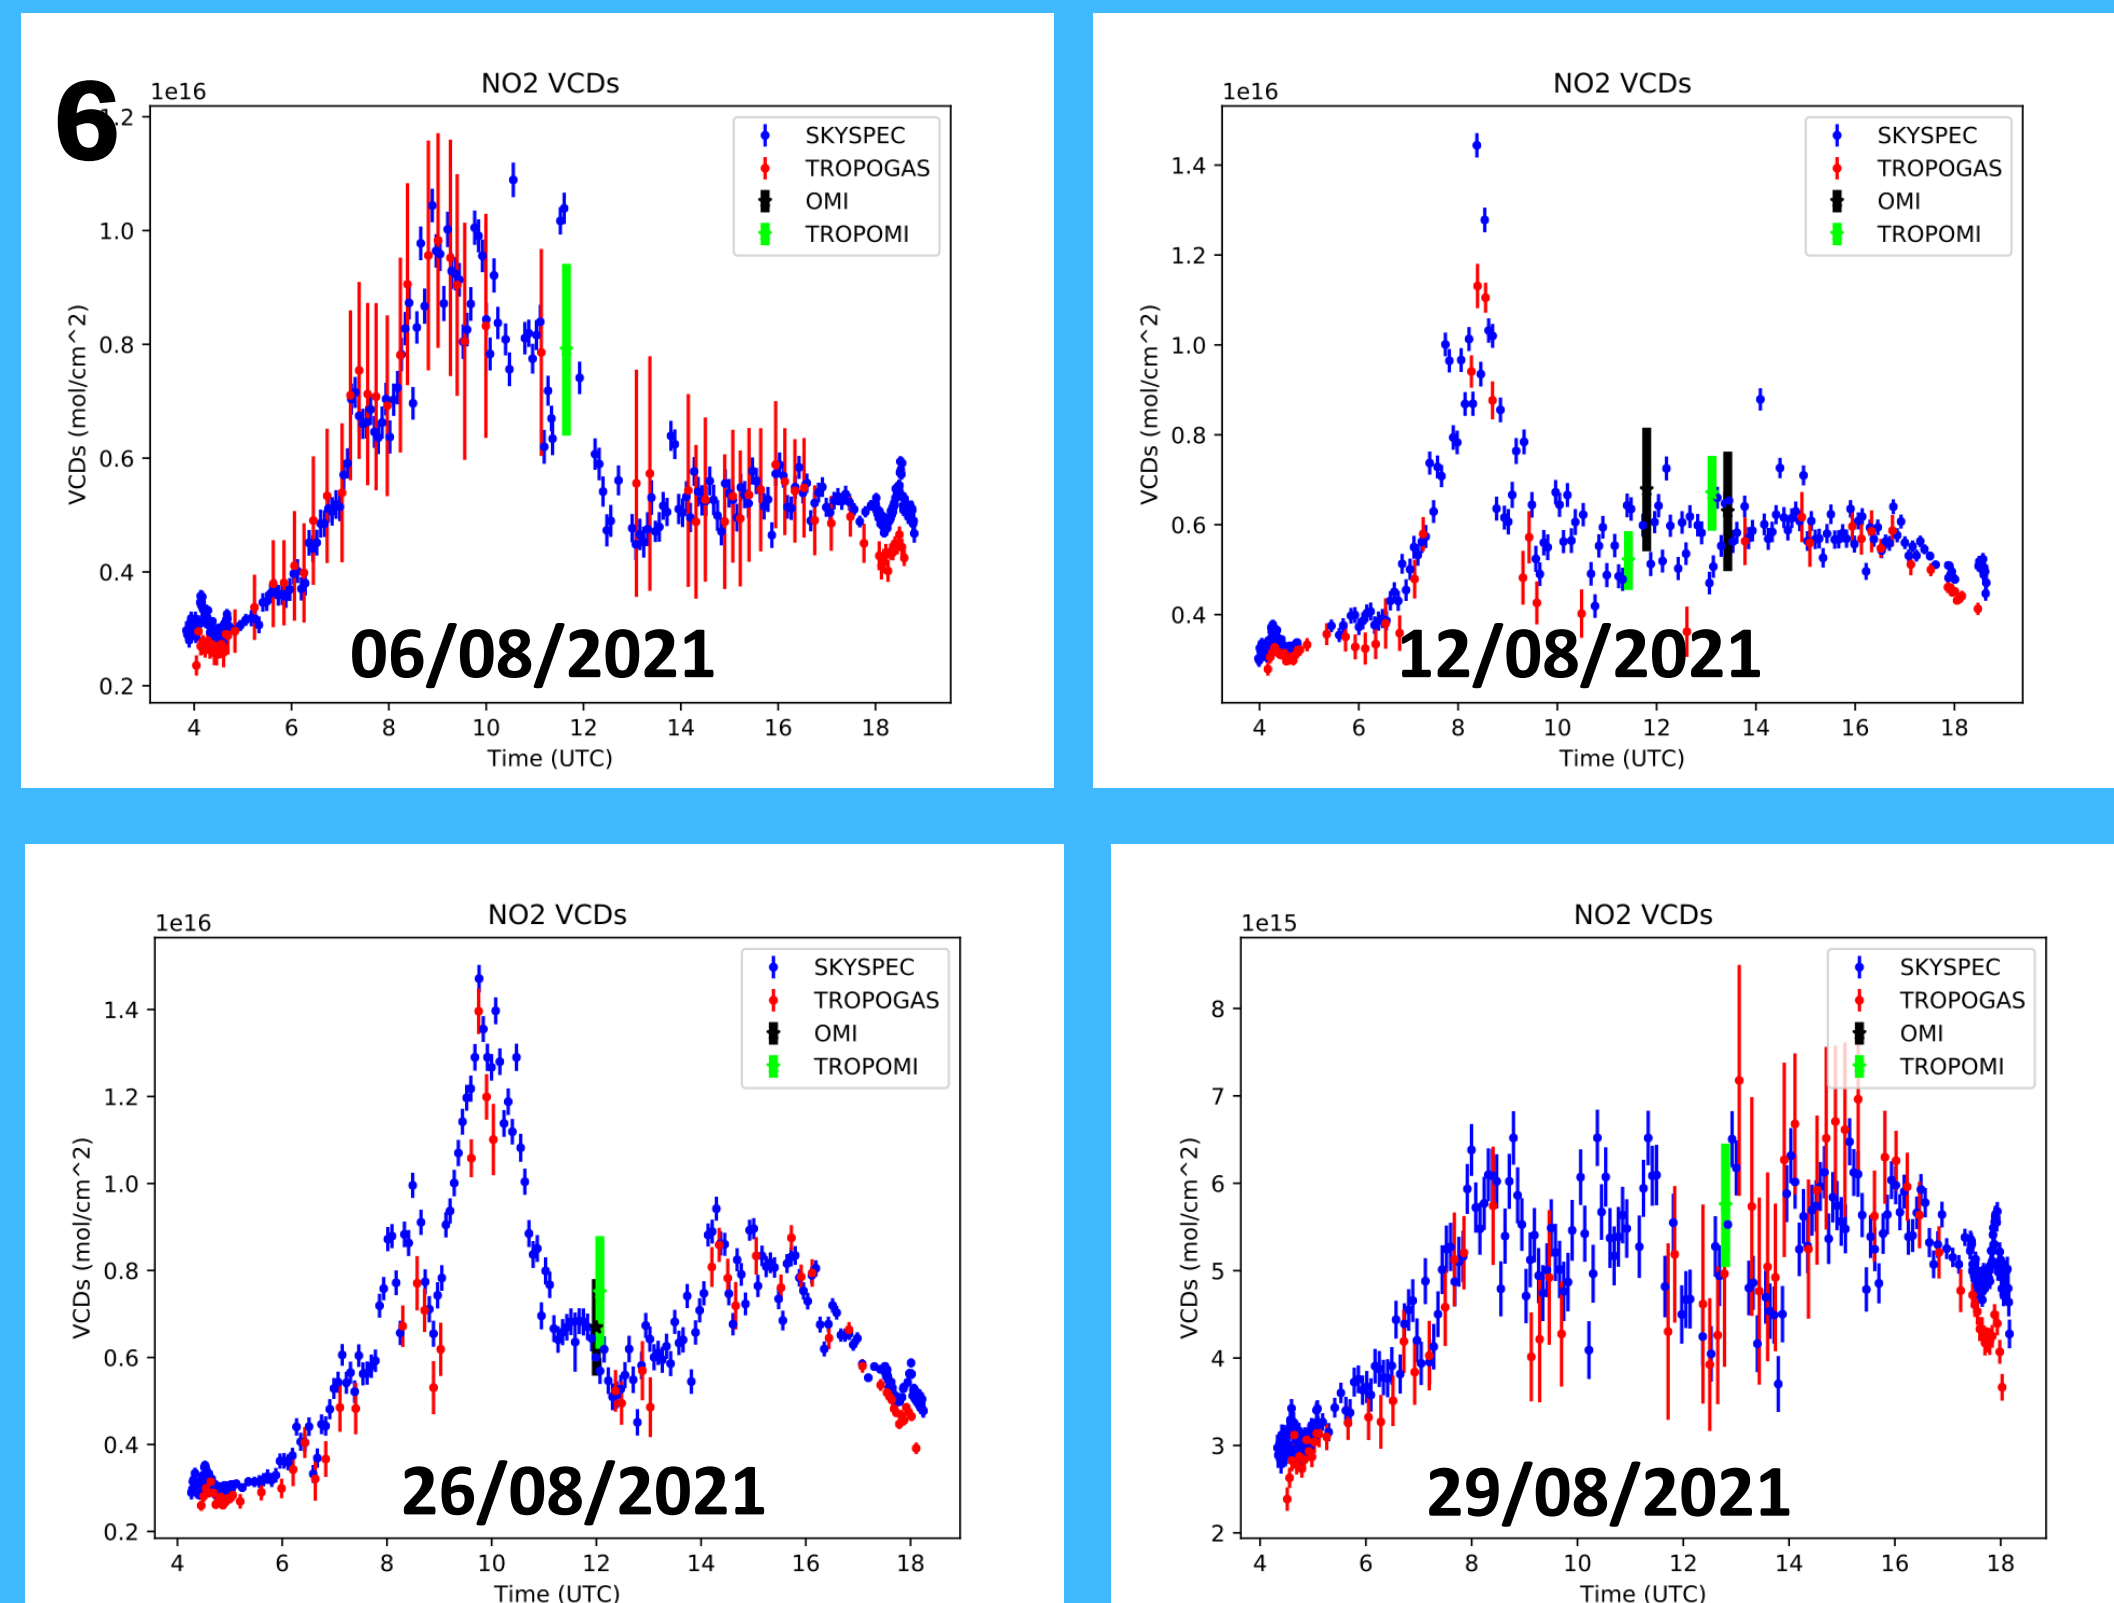 6
NO2 VCDs
1e16
1.2
1.0
0.8
0.6
0.4
0.2
VCDs (mol/cm^2)
SKYSPEC
TROPOGAS
OMI
TROPOMI
06/08/2021
4 6 8 10 12 14 16 18
Time (UTC)
NO2 VCDs
1e16
1.4
1.2
1.0
0.8
0.6
0.4
VCDs (mol/cm^2)
SKYSPEC
TROPOGAS
OMI
TROPOMI
12/08/2021
4 6 8 10 12 14 16 18
Time (UTC)
NO2 VCDs
1e16
1.4
1.2
1.0
0.8
0.6
0.4
0.2
VCDs (mol/cm^2)
SKYSPEC
TROPOGAS
OMI
TROPOMI
26/08/2021
4 6 8 10 12 14 16 18
Time (UTC)
NO2 VCDs
1e15
8
7
6
5
4
3
2
VCDs (mol/cm^2)
SKYSPEC
TROPOGAS
OMI
TROPOMI
29/08/2021
4 6 8 10 12 14 16 18
Time (UTC)